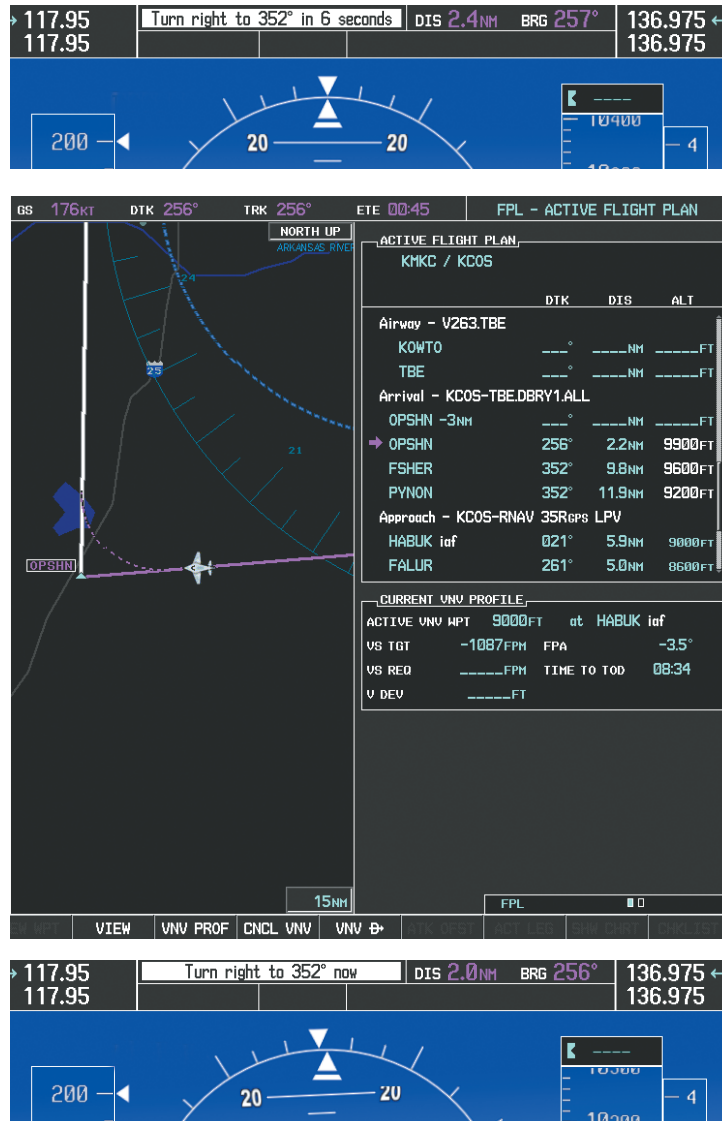 117.95 Turn right to 352° in 6 seconds DIS 2.4NM BRG 257° 136.975
117.95 136.975
200 20 20 10400 4
GS 176KT DTK 256° TRK 256° ETE 00:45 FPL - ACTIVE FLIGHT PLAN
NORTH UP
ARKANSAS RIVER
24
25
21
OPSHN
15NM
ACTIVE FLIGHT PLAN
KMKC / KCOS
DTK DIS ALT
Airway - V263.TBE
KOWTO ___° ____NM _____FT
TBE ___° ____NM _____FT
Arrival - KCOS-TBE.DBRY1.ALL
OPSHN -3NM ___° ____NM _____FT
OPSHN 256° 2.2NM 9900FT
FSHER 352° 9.8NM 9600FT
PYNON 352° 11.9NM 9200FT
Approach - KCOS-RNAV 35RGPS LPV
HABUK iaf 021° 5.9NM 9000FT
FALUR 261° 5.0NM 8600FT
CURRENT VNV PROFILE
ACTIVE VNV WPT 9000FT at HABUK iaf
VS TGT -1087FPM FPA -3.5°
VS REQ _____FPM TIME TO TOD 08:34
V DEV _____FT
FPL
VIEW VNV PROF CNCL VNV VNV D ATK OFST ACT LEG SHW CHRT CHKLIST
117.95 Turn right to 352° now DIS 2.0NM BRG 256° 136.975
117.95 136.975
200 20 20 4